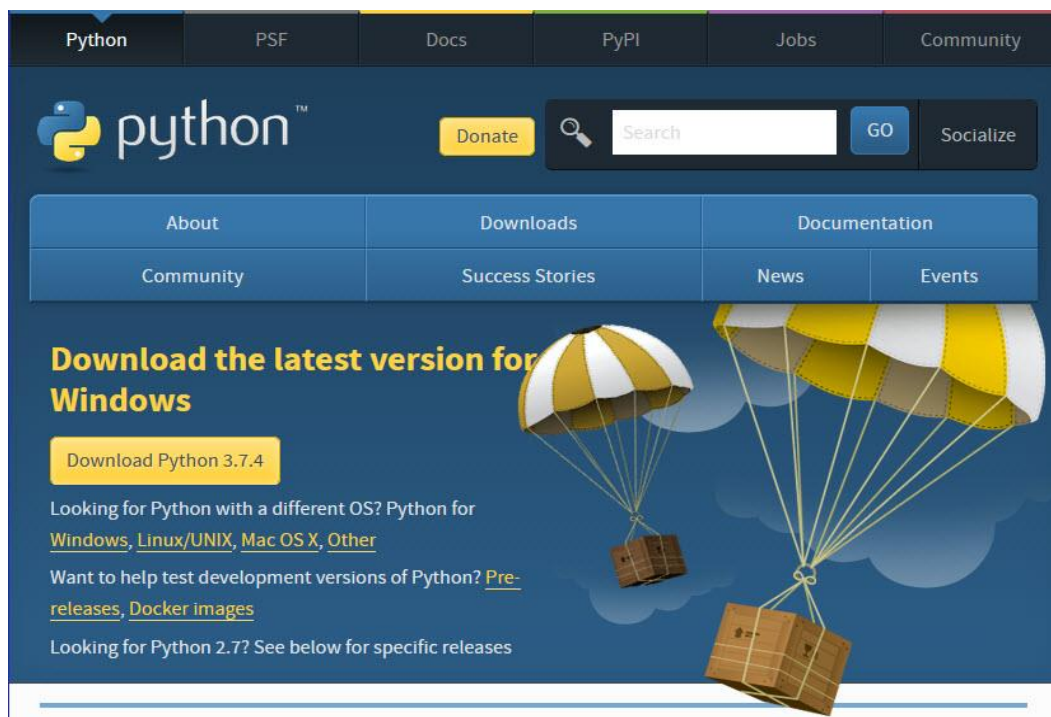 Python PSF Docs PyPI Jobs Community
python™ Donate Search GO Socialize
About Downloads Documentation
Community Success Stories News Events
Download the latest version for
Windows
Download Python 3.7.4
Looking for Python with a different OS? Python for
Windows, Linux/UNIX, Mac OS X, Other
Want to help test development versions of Python? Pre-
releases, Docker images
Looking for Python 2.7? See below for specific releases